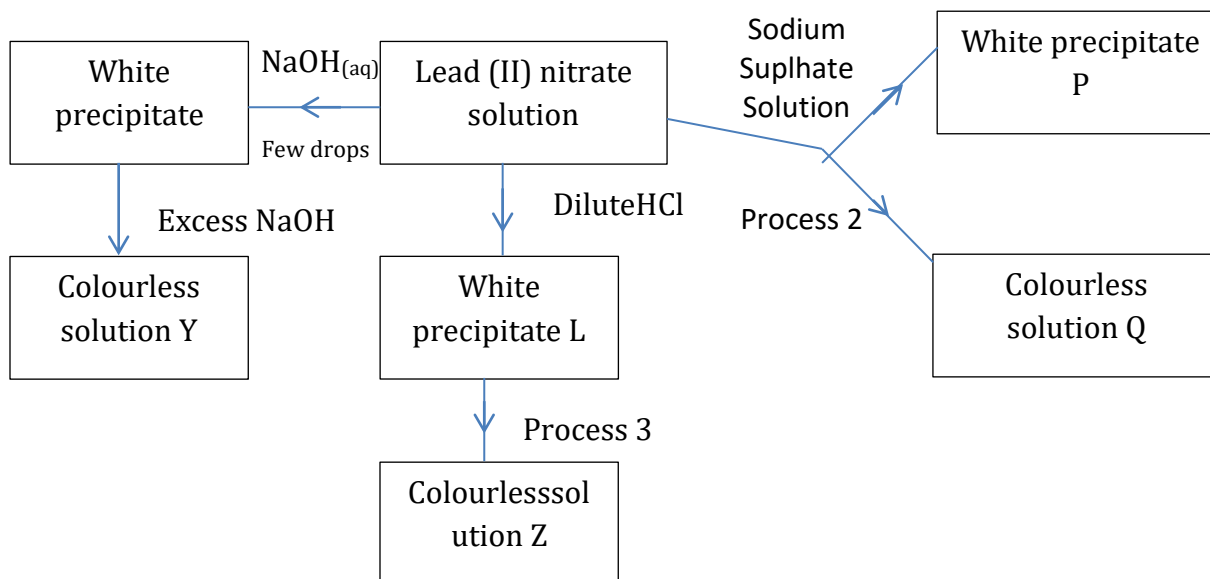 White
precipitate
NaOH(aq)
Few drops
Lead (II) nitrate
solution
Sodium
Suplhate
Solution
White precipitate
P
Excess NaOH
DiluteHCl
Process 2
Colourless
solution Y
White
precipitate L
Colourless
solution Q
Process 3
Colourlesssol
ution Z